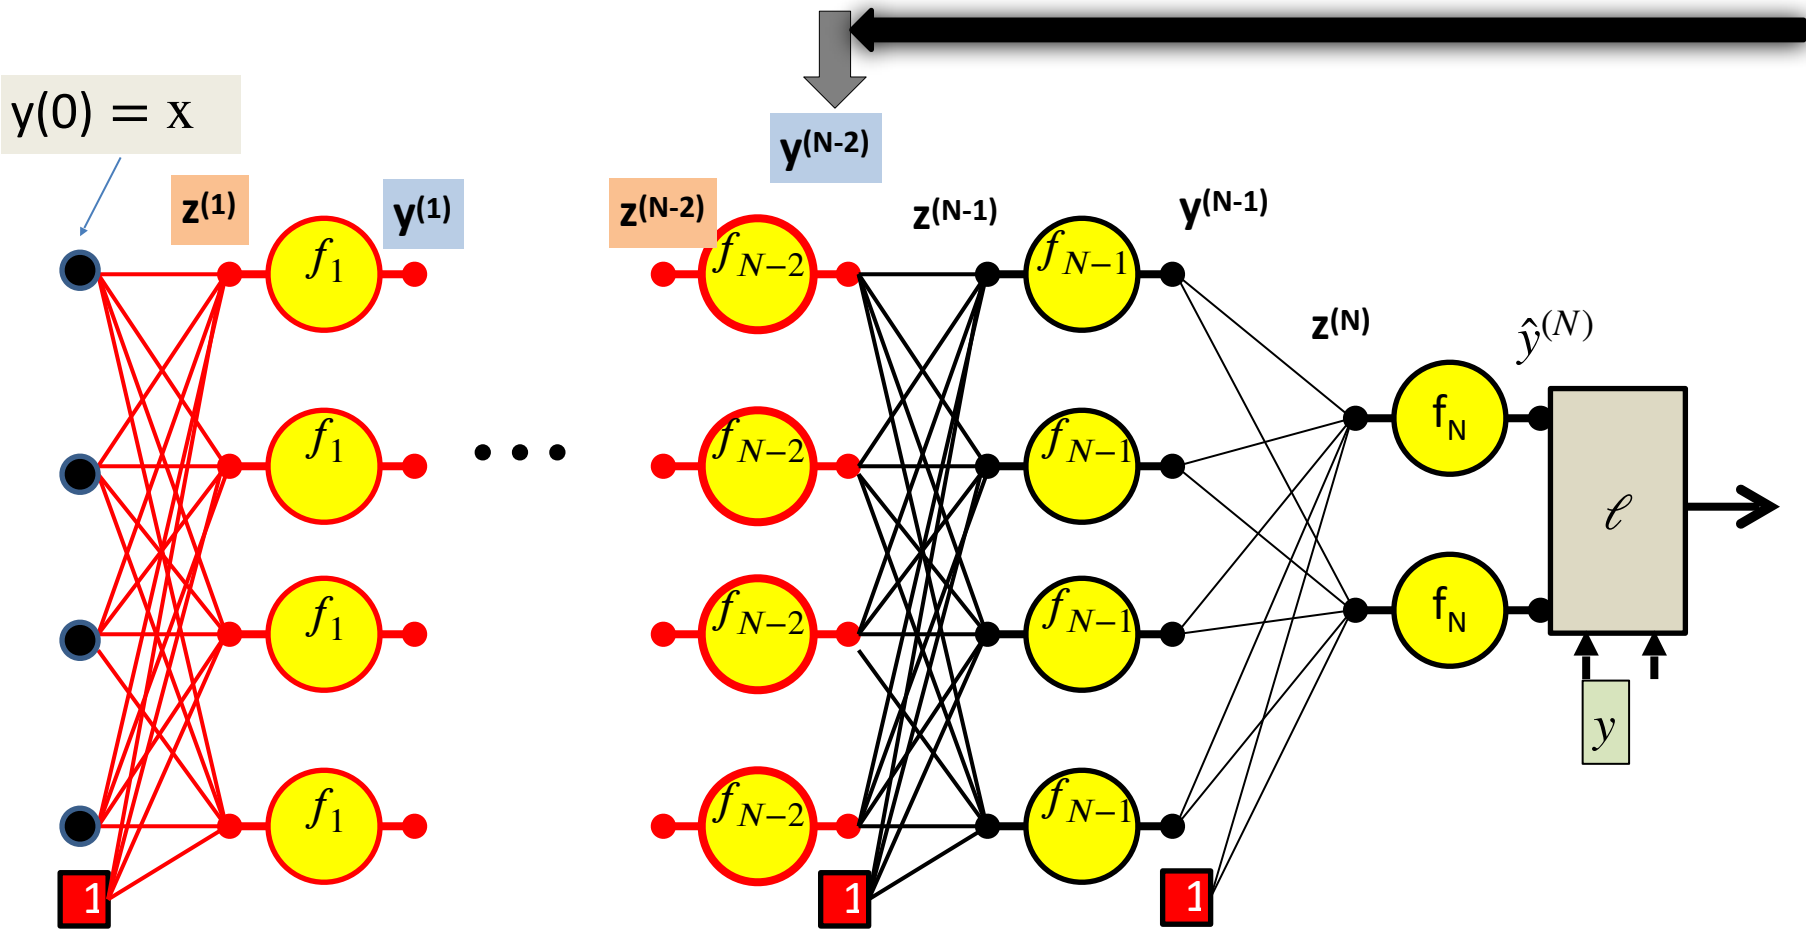 y(0) = x
y(N-2)
z(1)
y(1)
z(N-2)
z(N-1)
y(N-1)
f1
fN−2
fN−1
z(N)
ŷ(N)
f1
fN−2
fN−1
fN
• • •
ℓ
f1
fN−2
fN−1
fN
y
f1
fN−2
fN−1
1
1
1